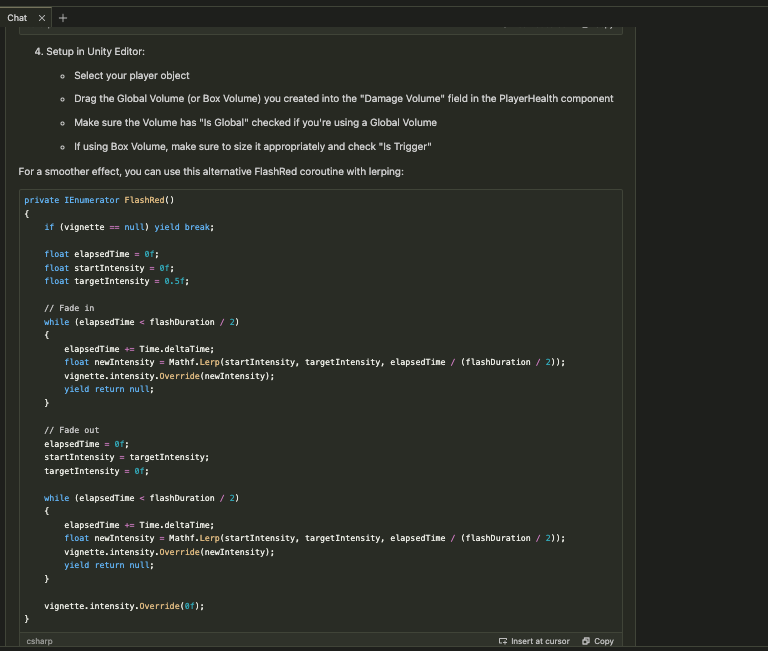 Chat
4. Setup in Unity Editor:
Select your player object
Drag the Global Volume (or Box Volume) you created into the "Damage Volume" field in the PlayerHealth component
Make sure the Volume has "Is Global" checked if you're using a Global Volume
If using Box Volume, make sure to size it appropriately and check "Is Trigger"
For a smoother effect, you can use this alternative FlashRed coroutine with lerping:
private IEnumerator FlashRed()
{
    if (vignette == null) yield break;

    float elapsedTime = 0f;
    float startIntensity = 0f;
    float targetIntensity = 0.5f;

    // Fade in
    while (elapsedTime < flashDuration / 2)
    {
        elapsedTime += Time.deltaTime;
        float newIntensity = Mathf.Lerp(startIntensity, targetIntensity, elapsedTime / (flashDuration / 2));
        vignette.intensity.Override(newIntensity);
        yield return null;
    }

    // Fade out
    elapsedTime = 0f;
    startIntensity = targetIntensity;
    targetIntensity = 0f;

    while (elapsedTime < flashDuration / 2)
    {
        elapsedTime += Time.deltaTime;
        float newIntensity = Mathf.Lerp(startIntensity, targetIntensity, elapsedTime / (flashDuration / 2));
        vignette.intensity.Override(newIntensity);
        yield return null;
    }

    vignette.intensity.Override(0f);
}
csharp
Insert at cursor
Copy